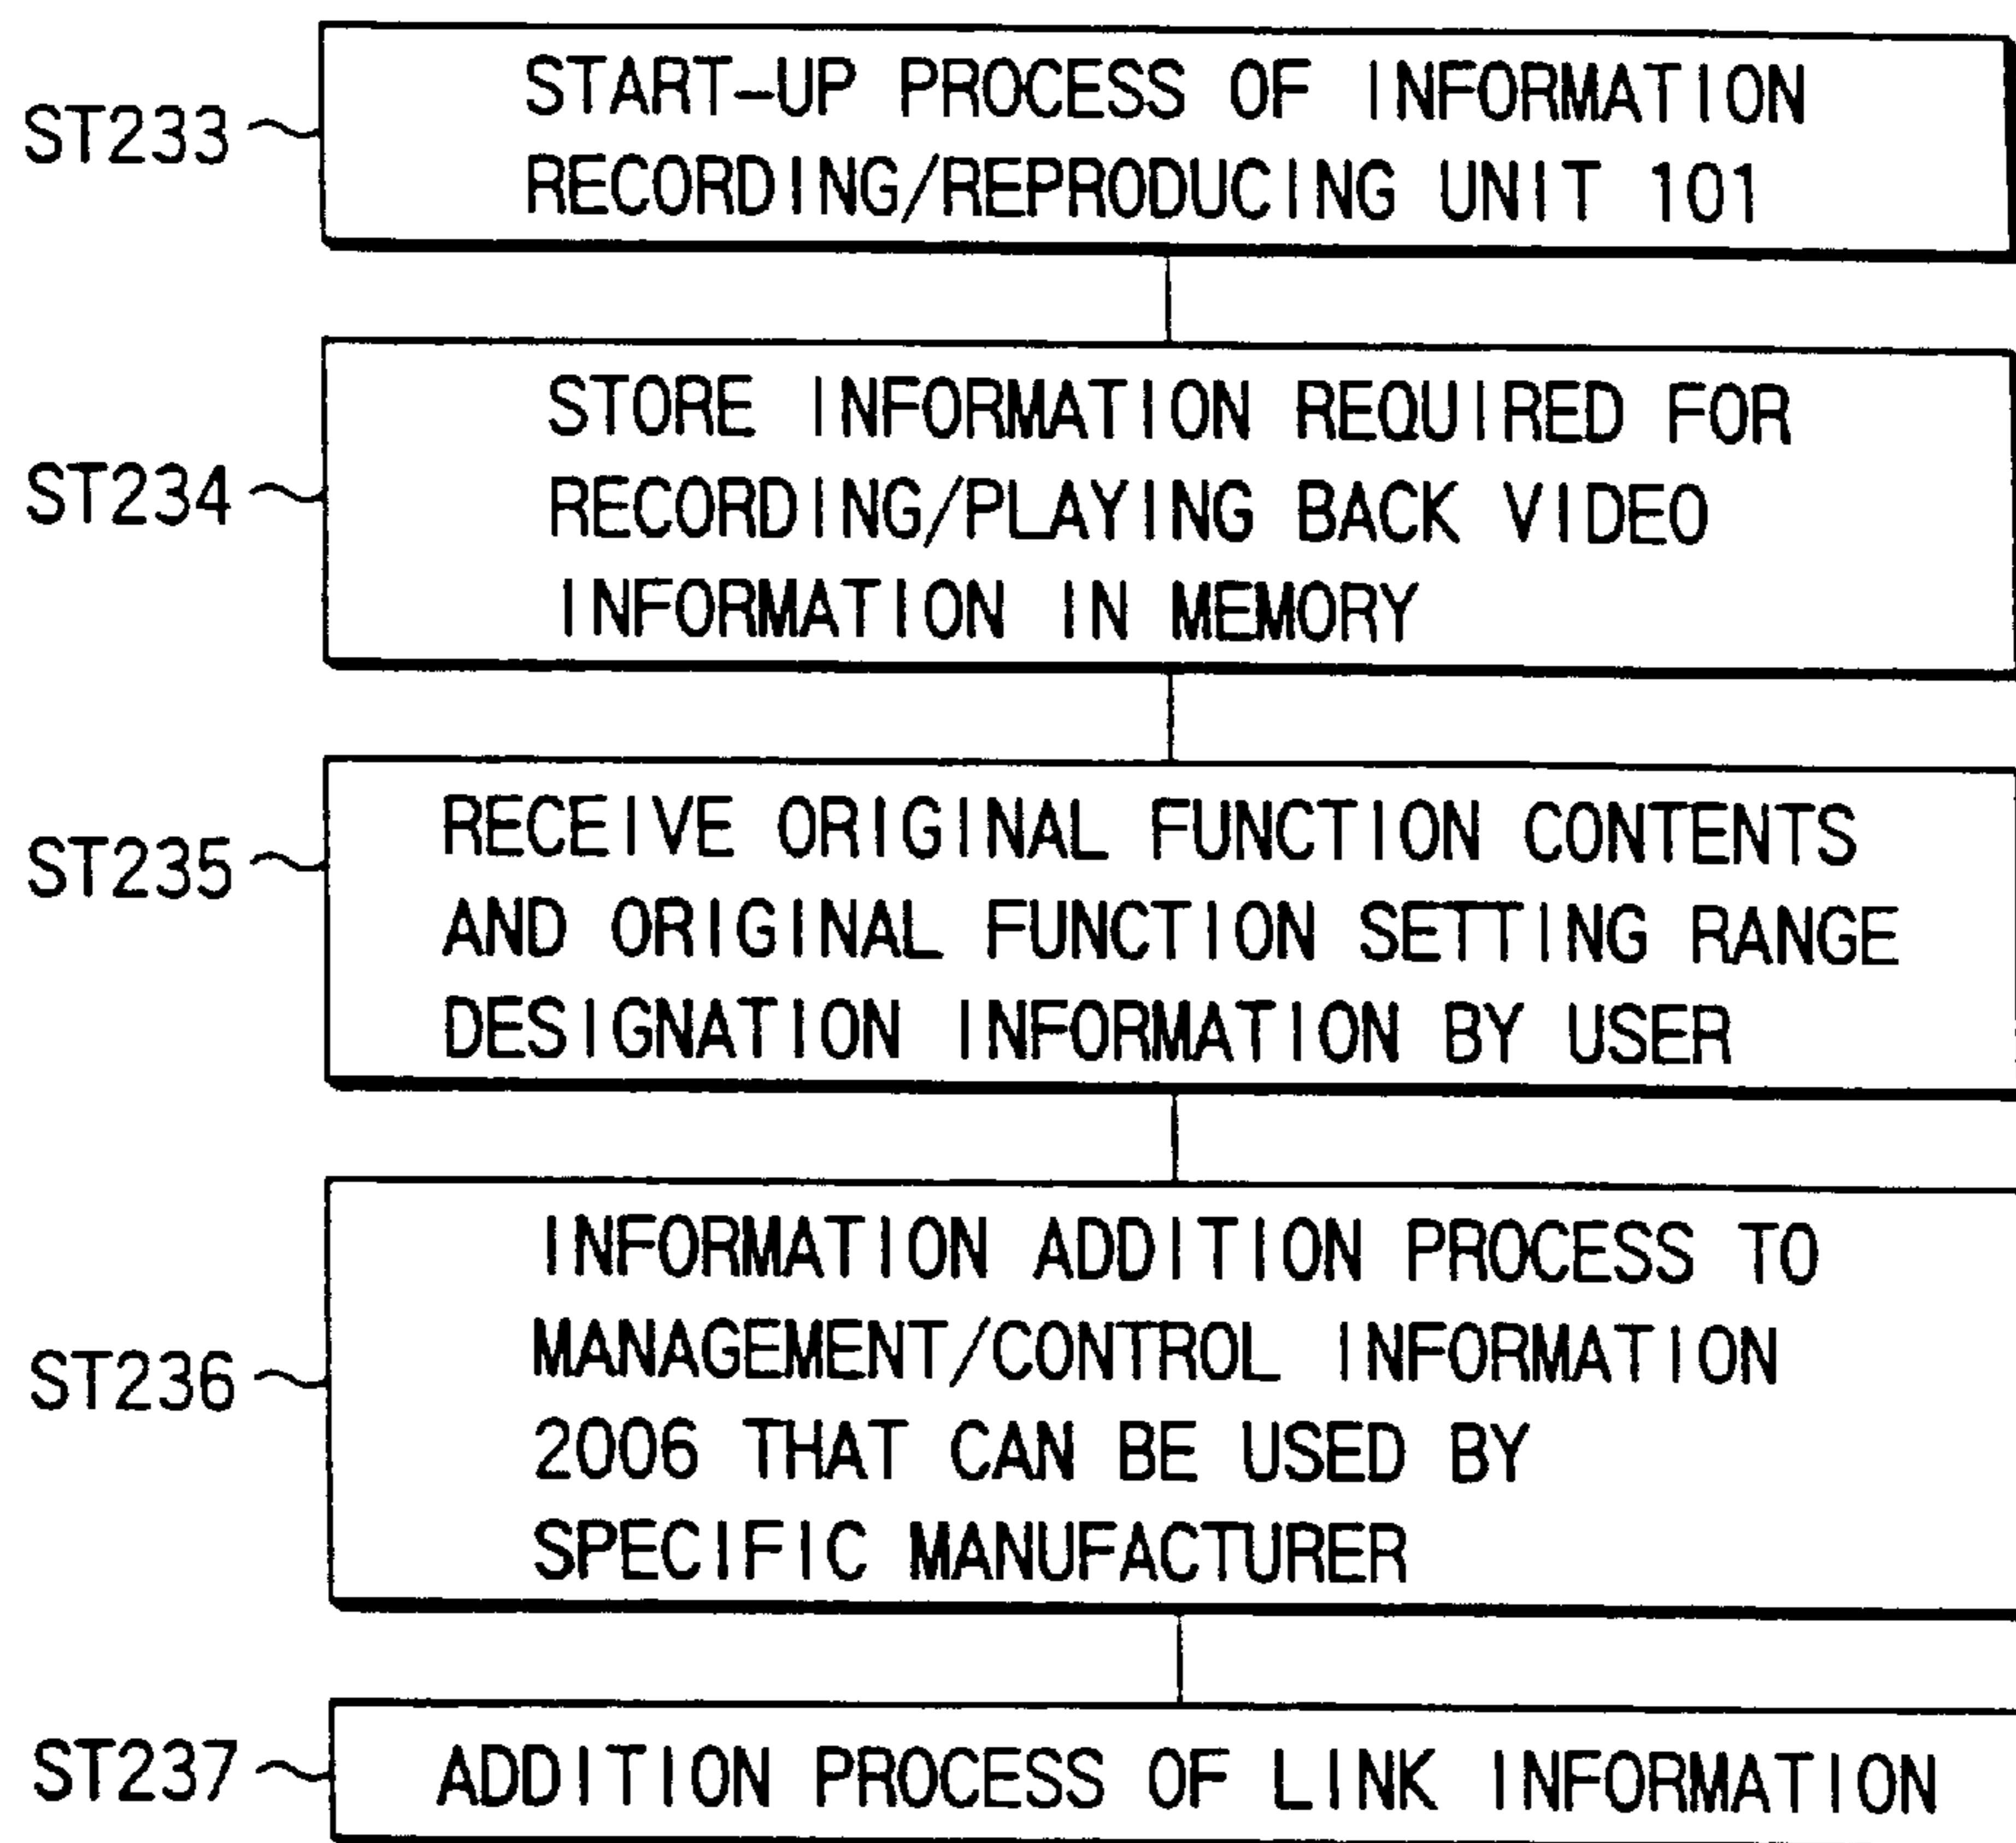 ST233
START-UP PROCESS OF INFORMATION
RECORDING/REPRODUCING UNIT 101
ST234
STORE INFORMATION REQUIRED FOR
RECORDING/PLAYING BACK VIDEO
INFORMATION IN MEMORY
ST235
RECEIVE ORIGINAL FUNCTION CONTENTS
AND ORIGINAL FUNCTION SETTING RANGE
DESIGNATION INFORMATION BY USER
ST236
INFORMATION ADDITION PROCESS TO
MANAGEMENT/CONTROL INFORMATION
2006 THAT CAN BE USED BY
SPECIFIC MANUFACTURER
ST237
ADDITION PROCESS OF LINK INFORMATION